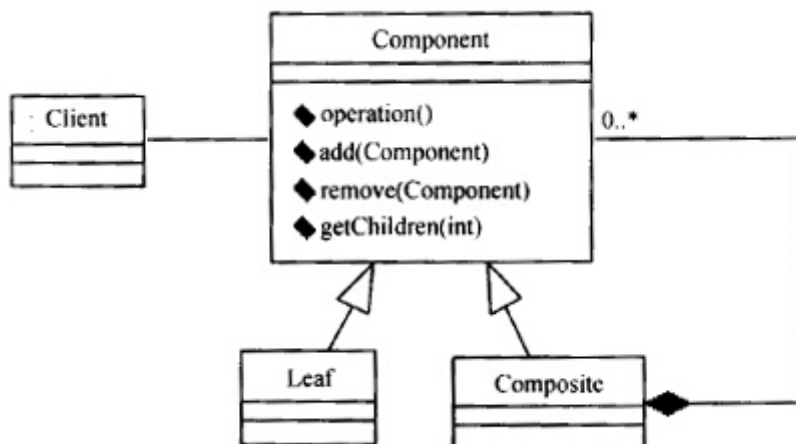 Component
Client
operation()
add(Component)
remove(Component)
getChildren(int)
0..*
Leaf
Composite